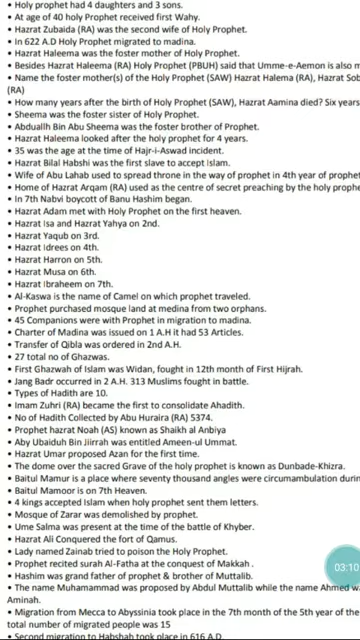 • Holy prophet had 4 daughters and 3 sons.
• At age of 40 holy Prophet received first Wahy.
• Hazrat Zubaida (RA) was the second wife of Holy Prophet.
• In 622 A.D Holy Prophet migrated to madina.
• Hazrat Haleema was the foster mother of Holy Prophet.
• Besides Hazrat Haleema (RA) Holy Prophet (PBUH) said that Umme-e-Aemon is also m
• Name the foster mother(s) of the Holy Prophet (SAW) Hazrat Halema (RA), Hazrat Sob
(RA)
• How many years after the birth of Holy Prophet (SAW), Hazrat Aamina died? Six years
• Sheema was the foster sister of Holy Prophet.
• Abduallh Bin Abu Sheema was the foster brother of Prophet.
• Hazrat Haleema looked after the holy prophet for 4 years.
• 35 was the age at the time of Hajr-i-Aswad incident.
• Hazrat Bilal Habshi was the first slave to accept Islam.
• Wife of Abu Lahab used to spread throne in the way of prophet in 4th year of prophet
• Home of Hazrat Arqam (RA) used as the centre of secret preaching by the holy prophe
• In 7th Nabvi boycott of Banu Hashim began.
• Hazrat Adam met with Holy Prophet on the first heaven.
• Hazrat Isa and Hazrat Yahya on 2nd.
• Hazrat Yaqub on 3rd.
• Hazrat Idrees on 4th.
• Hazrat Harron on 5th.
• Hazrat Musa on 6th.
• Hazrat Ibraheem on 7th.
• Al-Kaswa is the name of Camel on which prophet traveled.
• Prophet purchased mosque land at medina from two orphans.
• 45 Companions were with Prophet in migration to madina.
• Charter of Madina was issued on 1 A.H it had 53 Articles.
• Transfer of Qibla was ordered in 2nd A.H.
• 27 total no of Ghazwas.
• First Ghazwah of Islam was Widan, fought in 12th month of First Hijrah.
• Jang Badr occurred in 2 A.H. 313 Muslims fought in battle.
• Types of Hadith are 10.
• Imam Zuhri (RA) became the first to consolidate Ahadith.
• No of Hadith Collected by Abu Huraira (RA) 5374.
• Prophet hazrat Noah (AS) known as Shaikh al Anbiya
• Aby Ubaiduh Bin Jiirrah was entitled Ameen-ul Ummat.
• Hazrat Umar proposed Azan for the first time.
• The dome over the sacred Grave of the holy prophet is known as Dunbade-Khizra.
• Baitul Mamur is a place where seventy thousand angles were circumambulation durin
• Baitul Mamoor is on 7th Heaven.
• 4 kings accepted Islam when holy prophet sent them letters.
• Mosque of Zarar was demolished by prophet.
• Ume Salma was present at the time of the battle of Khyber.
• Hazrat Ali Conquered the fort of Qamus.
• Lady named Zainab tried to poison the Holy Prophet.
• Prophet recited surah Al-Fatha at the conquest of Makkah .
• Hashim was grand father of prophet & brother of Muttalib.
03:10
• The name Muhamammad was proposed by Abdul Muttalib while the name Ahmed w
Aminah.
• Migration from Mecca to Abyssinia took place in the 7th month of the 5th year of the
total number of migrated people was 15
• Second migration to Habshah took place in 616 A.D